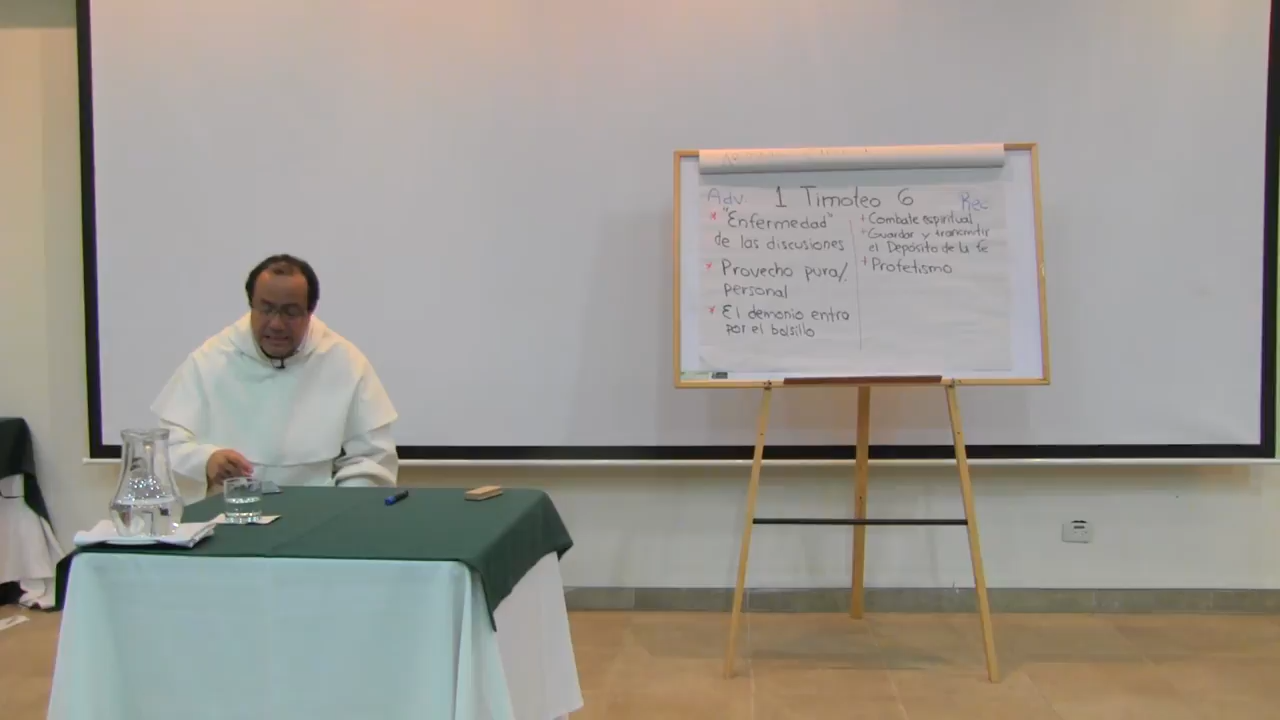 Adv 1 Timoteo 6 Rec
* "Enfermedad"
de las discusiones
* Provecho pura/.
personal
* El demonio entra
por el bolsillo
+ Combate espiritual
+ Guardar y transmitir
el Depósito de la fe
+ Profetismo